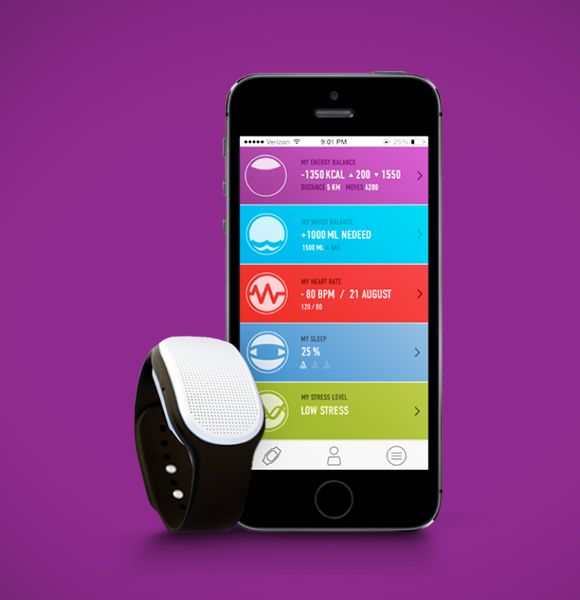 Verizon 9:01 PM 25%
MY ENERGY BALANCE
-1350 KCAL ▲ 200 ▼ 1550
DISTANCE 5 KM MOVES 4200
MY WATER BALANCE
+1000 ML NEDEED
1500 ML A DAY
MY HEART RATE
- 80 BPM / 21 AUGUST
120 / 80
MY SLEEP
25 %
MY STRESS LEVEL
LOW STRESS